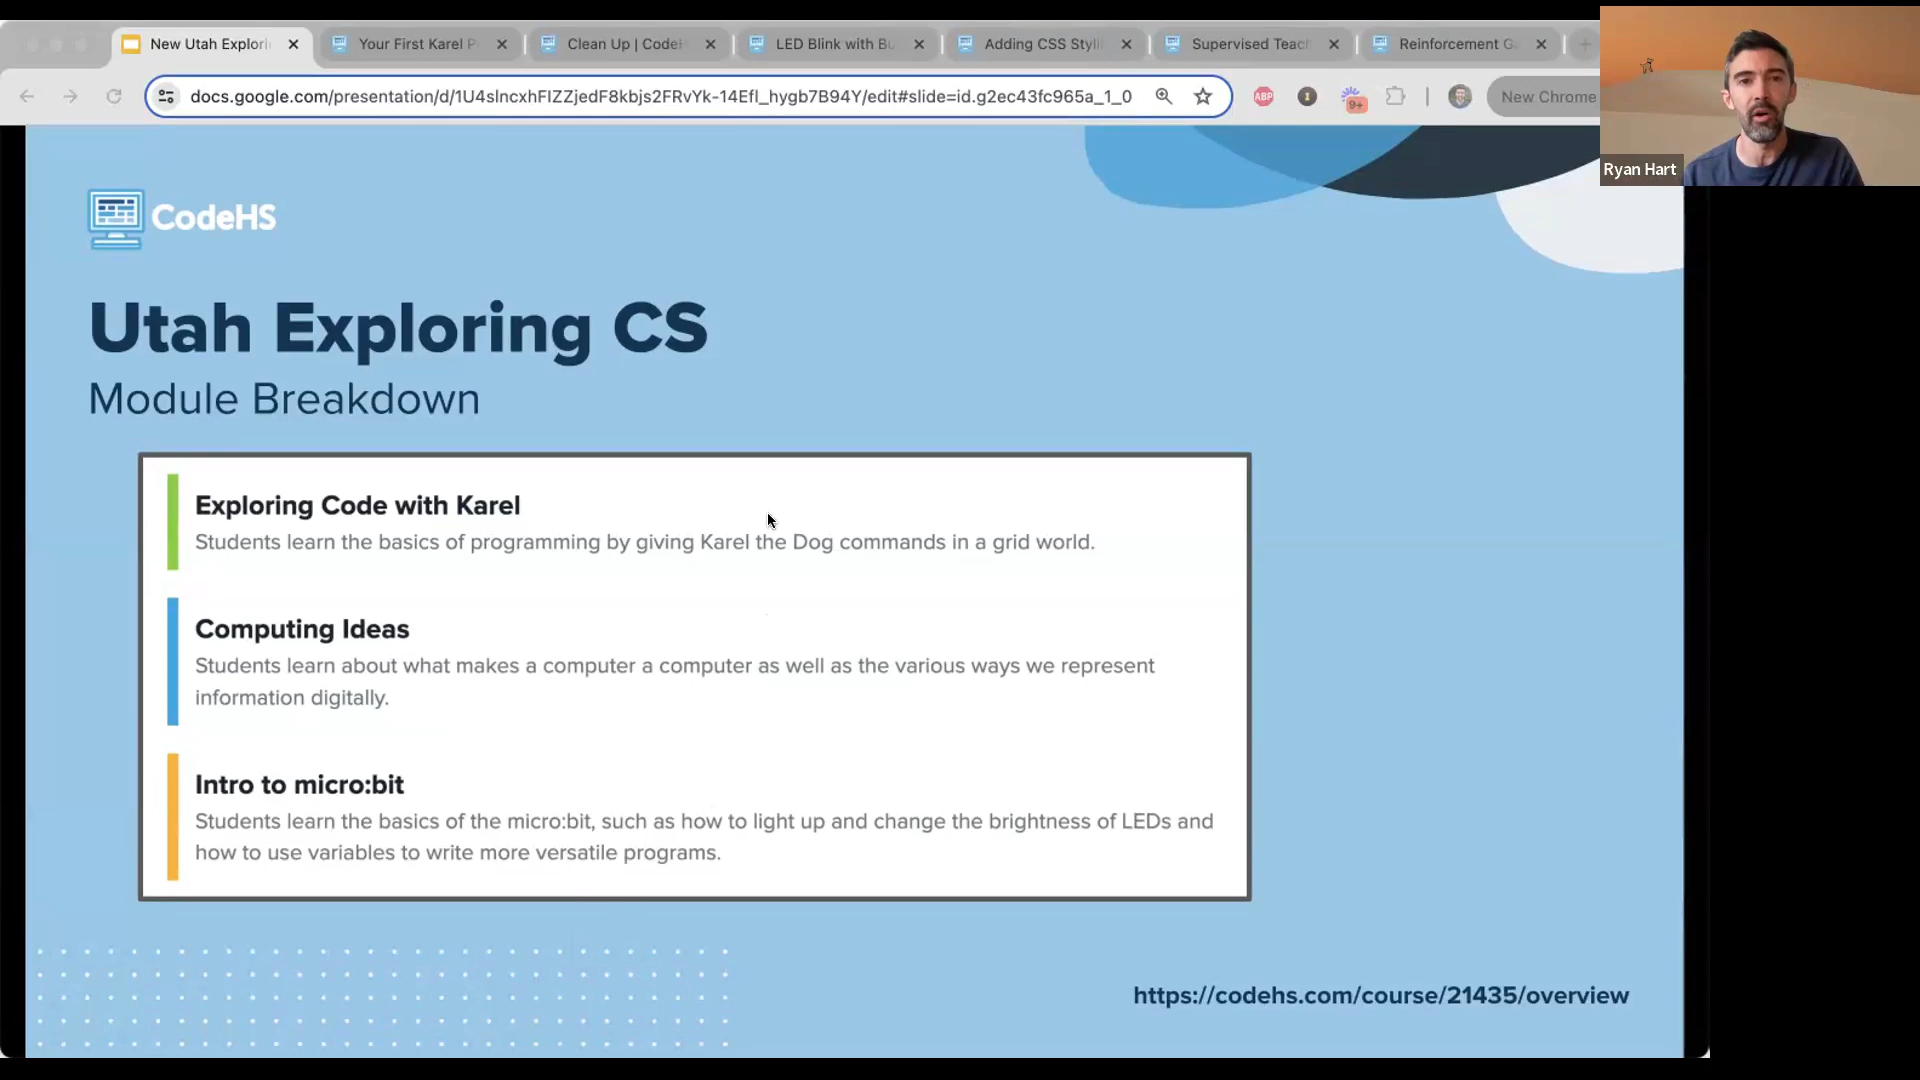 New Utah Explori
Your First Karel P
Clean Up | CodeH
LED Blink with Bu
Adding CSS Styli
Supervised Teach
Reinforcement G
docs.google.com/presentation/d/1U4slncxhFIZZjedF8kbjs2FRvYk-14Efl_hygb7B94Y/edit#slide=id.g2ec43fc965a_1_0
ABP
9+
New Chrome
Ryan Hart
CodeHS
Utah Exploring CS
Module Breakdown
Exploring Code with Karel
Students learn the basics of programming by giving Karel the Dog commands in a grid world.
Computing Ideas
Students learn about what makes a computer a computer as well as the various ways we represent
information digitally.
Intro to micro:bit
Students learn the basics of the micro:bit, such as how to light up and change the brightness of LEDs and
how to use variables to write more versatile programs.
https://codehs.com/course/21435/overview